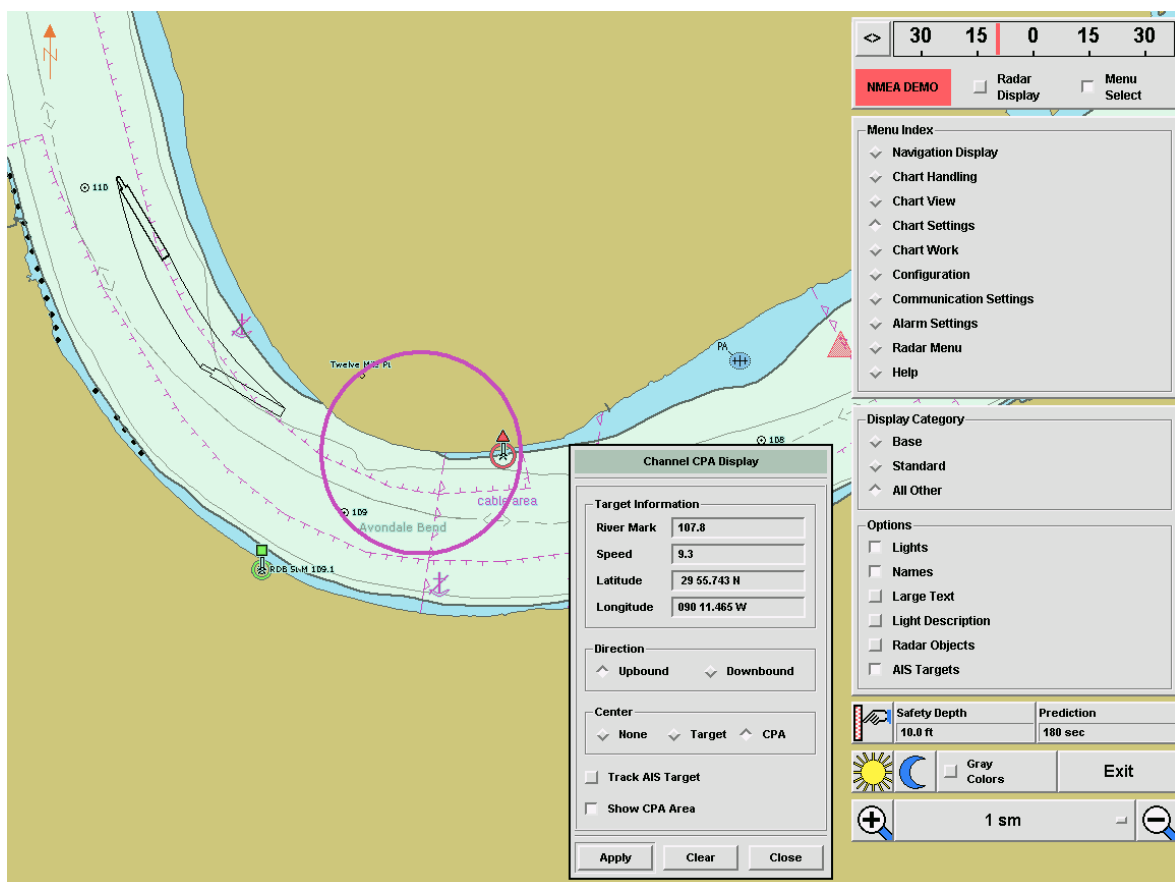 N
110
Twelve Mile Pt
PA
108
109
cable area
Avondale Bend
RDB St-M 109.1
<> 30 15 0 15 30
NMEA DEMO
Radar
Display
Menu
Select
Menu Index
Navigation Display
Chart Handling
Chart View
Chart Settings
Chart Work
Configuration
Communication Settings
Alarm Settings
Radar Menu
Help
Display Category
Base
Standard
All Other
Options
Lights
Names
Large Text
Light Description
Radar Objects
AIS Targets
Safety Depth
10.0 ft
Prediction
180 sec
Gray
Colors
Exit
1 sm
Channel CPA Display
Target Information
River Mark 107.8
Speed 9.3
Latitude 29 55.743 N
Longitude 090 11.465 W
Direction
Upbound Downbound
Center
None Target CPA
Track AIS Target
Show CPA Area
Apply Clear Close